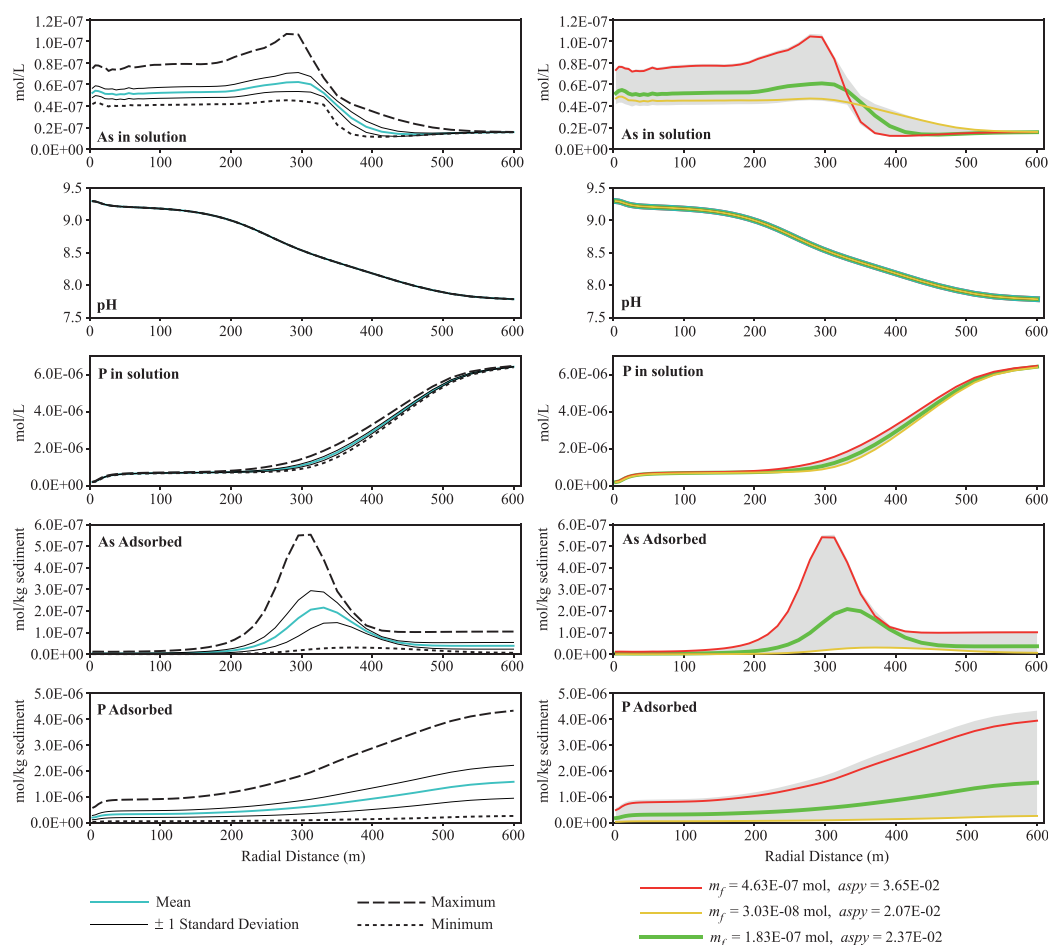 1.2E-07
1.0E-07
0.8E-07
0.6E-07
0.4E-07
0.2E-07
0.0E+00
mol/L
As in solution
0 100 200 300 400 500 600
1.2E-07
1.0E-07
0.8E-07
0.6E-07
0.4E-07
0.2E-07
0.0E+00
mol/L
As in solution
0 100 200 300 400 500 600
9.5
9.0
8.5
8.0
7.5
pH
0 100 200 300 400 500 600
9.5
9.0
8.5
8.0
7.5
pH
0 100 200 300 400 500 600
6.0E-06
4.0E-06
2.0E-06
0.0E+00
mol/L
P in solution
0 100 200 300 400 500 600
6.0E-06
4.0E-06
2.0E-06
0.0E+00
mol/L
P in solution
0 100 200 300 400 500 600
6.0E-07
5.0E-07
4.0E-07
3.0E-07
2.0E-07
1.0E-07
0.0E+00
mol/kg sediment
As Adsorbed
0 100 200 300 400 500 600
6.0E-07
5.0E-07
4.0E-07
3.0E-07
2.0E-07
1.0E-07
0.0E+00
mol/kg sediment
As Adsorbed
0 100 200 300 400 500 600
5.0E-06
4.0E-06
3.0E-06
2.0E-06
1.0E-06
0.0E+00
mol/kg sediment
P Adsorbed
0 100 200 300 400 500 600
Radial Distance (m)
5.0E-06
4.0E-06
3.0E-06
2.0E-06
1.0E-06
0.0E+00
mol/kg sediment
P Adsorbed
0 100 200 300 400 500 600
Radial Distance (m)
Mean
± 1 Standard Deviation
Maximum
Minimum
m_f = 4.63E-07 mol, aspy = 3.65E-02
m_f = 3.03E-08 mol, aspy = 2.07E-02
m_f = 1.83E-07 mol, aspy = 2.37E-02